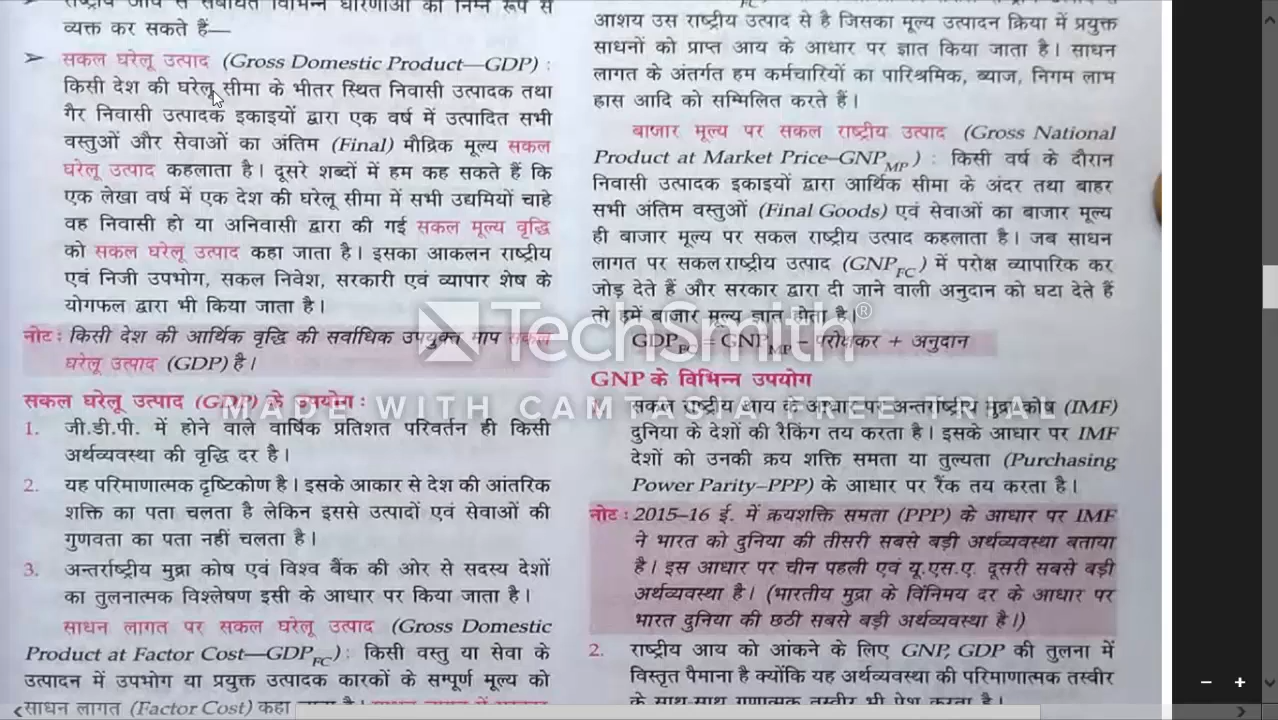 राष्ट्रीय आय से संबंधित विभिन्न धारणाओं को निम्न रूप से
व्यक्त कर सकते हैं—
➢ सकल घरेलू उत्पाद (Gross Domestic Product—GDP) :
किसी देश की घरेलू सीमा के भीतर स्थित निवासी उत्पादक तथा
गैर निवासी उत्पादक इकाइयों द्वारा एक वर्ष में उत्पादित सभी
वस्तुओं और सेवाओं का अंतिम (Final) मौद्रिक मूल्य सकल
घरेलू उत्पाद कहलाता है। दूसरे शब्दों में हम कह सकते हैं कि
एक लेखा वर्ष में एक देश की घरेलू सीमा में सभी उद्यमियों चाहे
वह निवासी हो या अनिवासी द्वारा की गई सकल मूल्य वृद्धि
को सकल घरेलू उत्पाद कहा जाता है। इसका आकलन राष्ट्रीय
एवं निजी उपभोग, सकल निवेश, सरकारी एवं व्यापार शेष के
योगफल द्वारा भी किया जाता है।
नोट : किसी देश की आर्थिक वृद्धि की सर्वाधिक उपयुक्त माप सकल
घरेलू उत्पाद (GDP) है।
सकल घरेलू उत्पाद (GDP) के उपयोग :
1. जी.डी.पी. में होने वाले वार्षिक प्रतिशत परिवर्तन ही किसी
अर्थव्यवस्था की वृद्धि दर है।
2. यह परिमाणात्मक दृष्टिकोण है। इसके आकार से देश की आंतरिक
शक्ति का पता चलता है लेकिन इससे उत्पादों एवं सेवाओं की
गुणवता का पता नहीं चलता है।
3. अन्तर्राष्ट्रीय मुद्रा कोष एवं विश्व बैंक की ओर से सदस्य देशों
का तुलनात्मक विश्लेषण इसी के आधार पर किया जाता है।
साधन लागत पर सकल घरेलू उत्पाद (Gross Domestic
Product at Factor Cost—GDP_FC) : किसी वस्तु या सेवा के
उत्पादन में उपभोग या प्रयुक्त उत्पादक कारकों के सम्पूर्ण मूल्य को
साधन लागत (Factor Cost) कहा
आशय उस राष्ट्रीय उत्पाद से है जिसका मूल्य उत्पादन क्रिया में प्रयुक्त
साधनों को प्राप्त आय के आधार पर ज्ञात किया जाता है। साधन
लागत के अंतर्गत हम कर्मचारियों का पारिश्रमिक, ब्याज, निगम लाभ
ह्रास आदि को सम्मिलित करते हैं।
बाजार मूल्य पर सकल राष्ट्रीय उत्पाद (Gross National
Product at Market Price–GNP_MP) : किसी वर्ष के दौरान
निवासी उत्पादक इकाइयों द्वारा आर्थिक सीमा के अंदर तथा बाहर
सभी अंतिम वस्तुओं (Final Goods) एवं सेवाओं का बाजार मूल्य
ही बाजार मूल्य पर सकल राष्ट्रीय उत्पाद कहलाता है। जब साधन
लागत पर सकल राष्ट्रीय उत्पाद (GNP_FC) में परोक्ष व्यापारिक कर
जोड़ देते हैं और सरकार द्वारा दी जाने वाली अनुदान को घटा देते हैं
तो हमें बाजार मूल्य ज्ञात होता है।
GDP_FC = GNP_MP – परोक्षकर + अनुदान
GNP के विभिन्न उपयोग
1. सकल राष्ट्रीय आय के आधार पर अन्तर्राष्ट्रीय मुद्रा कोष (IMF)
दुनिया के देशों की रैंकिंग तय करता है। इसके आधार पर IMF
देशों को उनकी क्रय शक्ति समता या तुल्यता (Purchasing
Power Parity–PPP) के आधार पर रैंक तय करता है।
नोट : 2015–16 ई. में क्रयशक्ति समता (PPP) के आधार पर IMF
ने भारत को दुनिया की तीसरी सबसे बड़ी अर्थव्यवस्था बताया
है। इस आधार पर चीन पहली एवं यू.एस.ए. दूसरी सबसे बड़ी
अर्थव्यवस्था है। (भारतीय मुद्रा के विनिमय दर के आधार पर
भारत दुनिया की छठी सबसे बड़ी अर्थव्यवस्था है।)
2. राष्ट्रीय आय को आंकने के लिए GNP, GDP की तुलना में
विस्तृत पैमाना है क्योंकि यह अर्थव्यवस्था की परिमाणात्मक तस्वीर
के साथ-साथ गुणात्मक तस्वीर भी पेश करता है।
TechSmith®
MADE WITH CAMTASIA FREE TRIAL